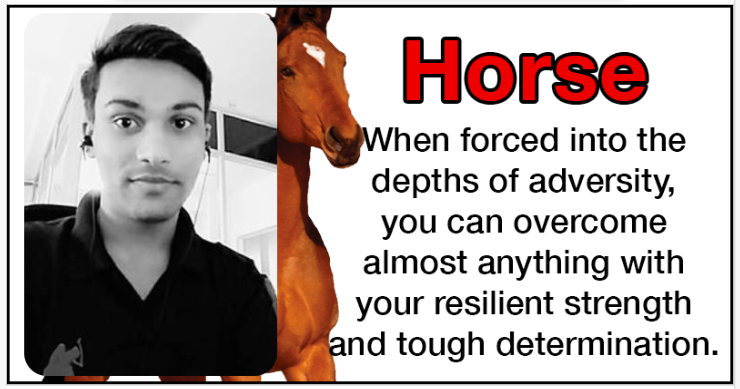 Horse
When forced into the
depths of adversity,
you can overcome
almost anything with
your resilient strength
and tough determination.